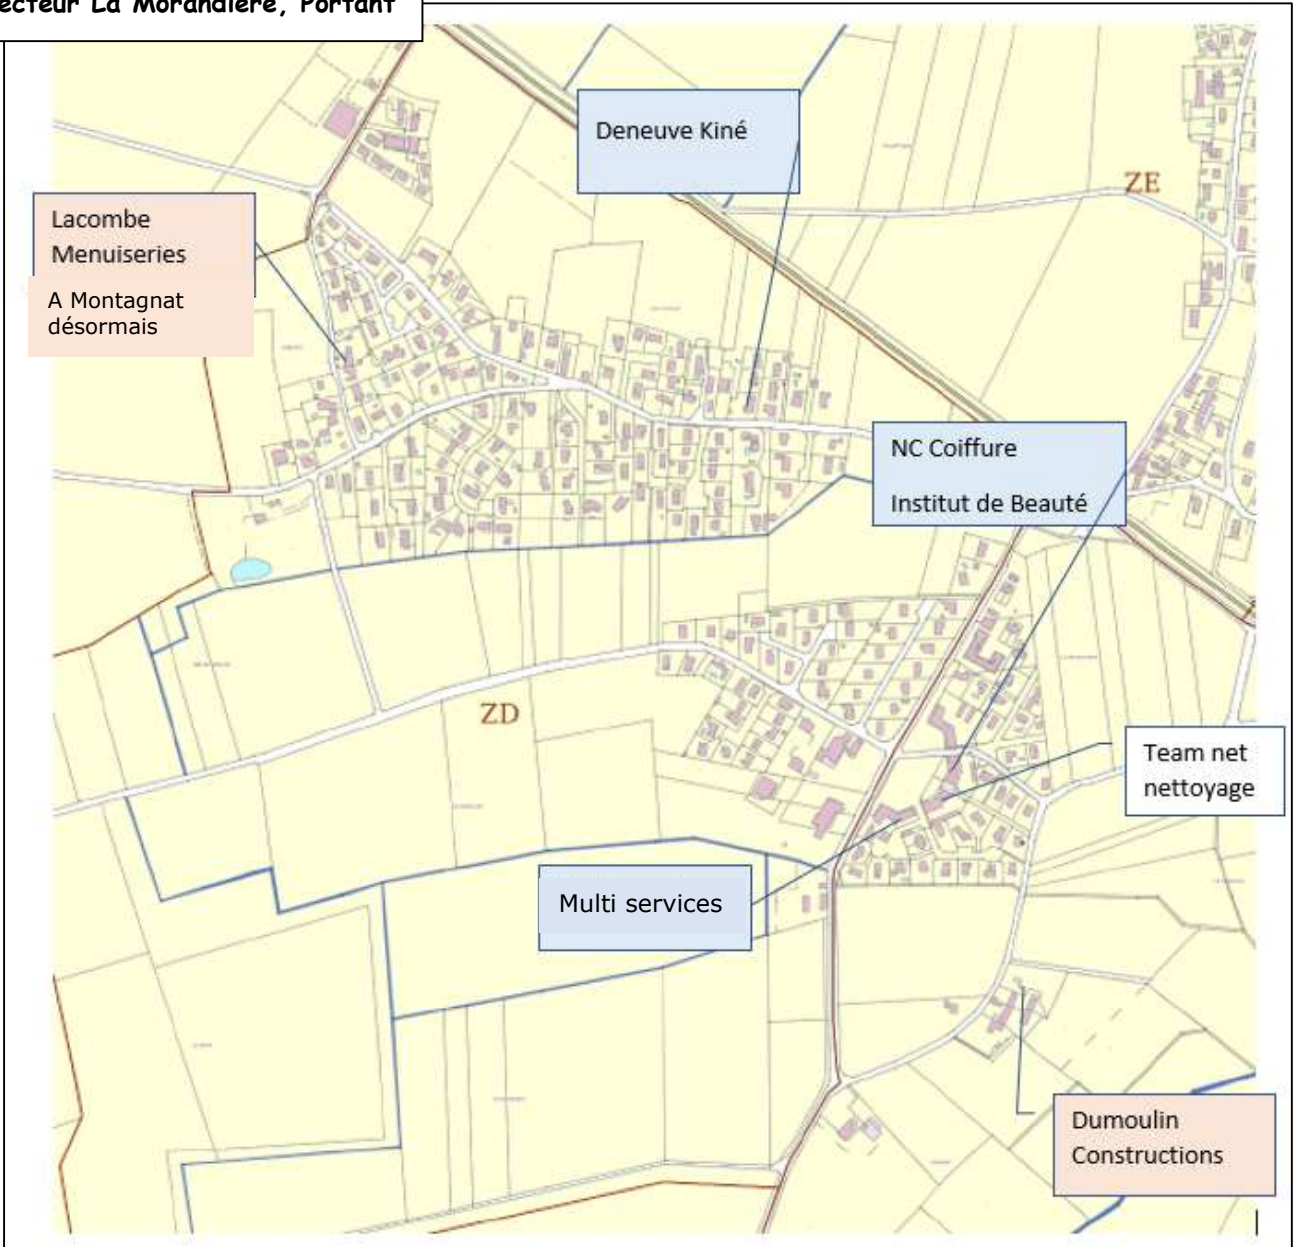 ecteur La Morandière, Portant
Deneuve Kiné
ZE
Lacombe
Menuiseries
A Montagnat
désormais
NC Coiffure
Institut de Beauté
ZD
Team net
nettoyage
Multi services
Dumoulin
Constructions